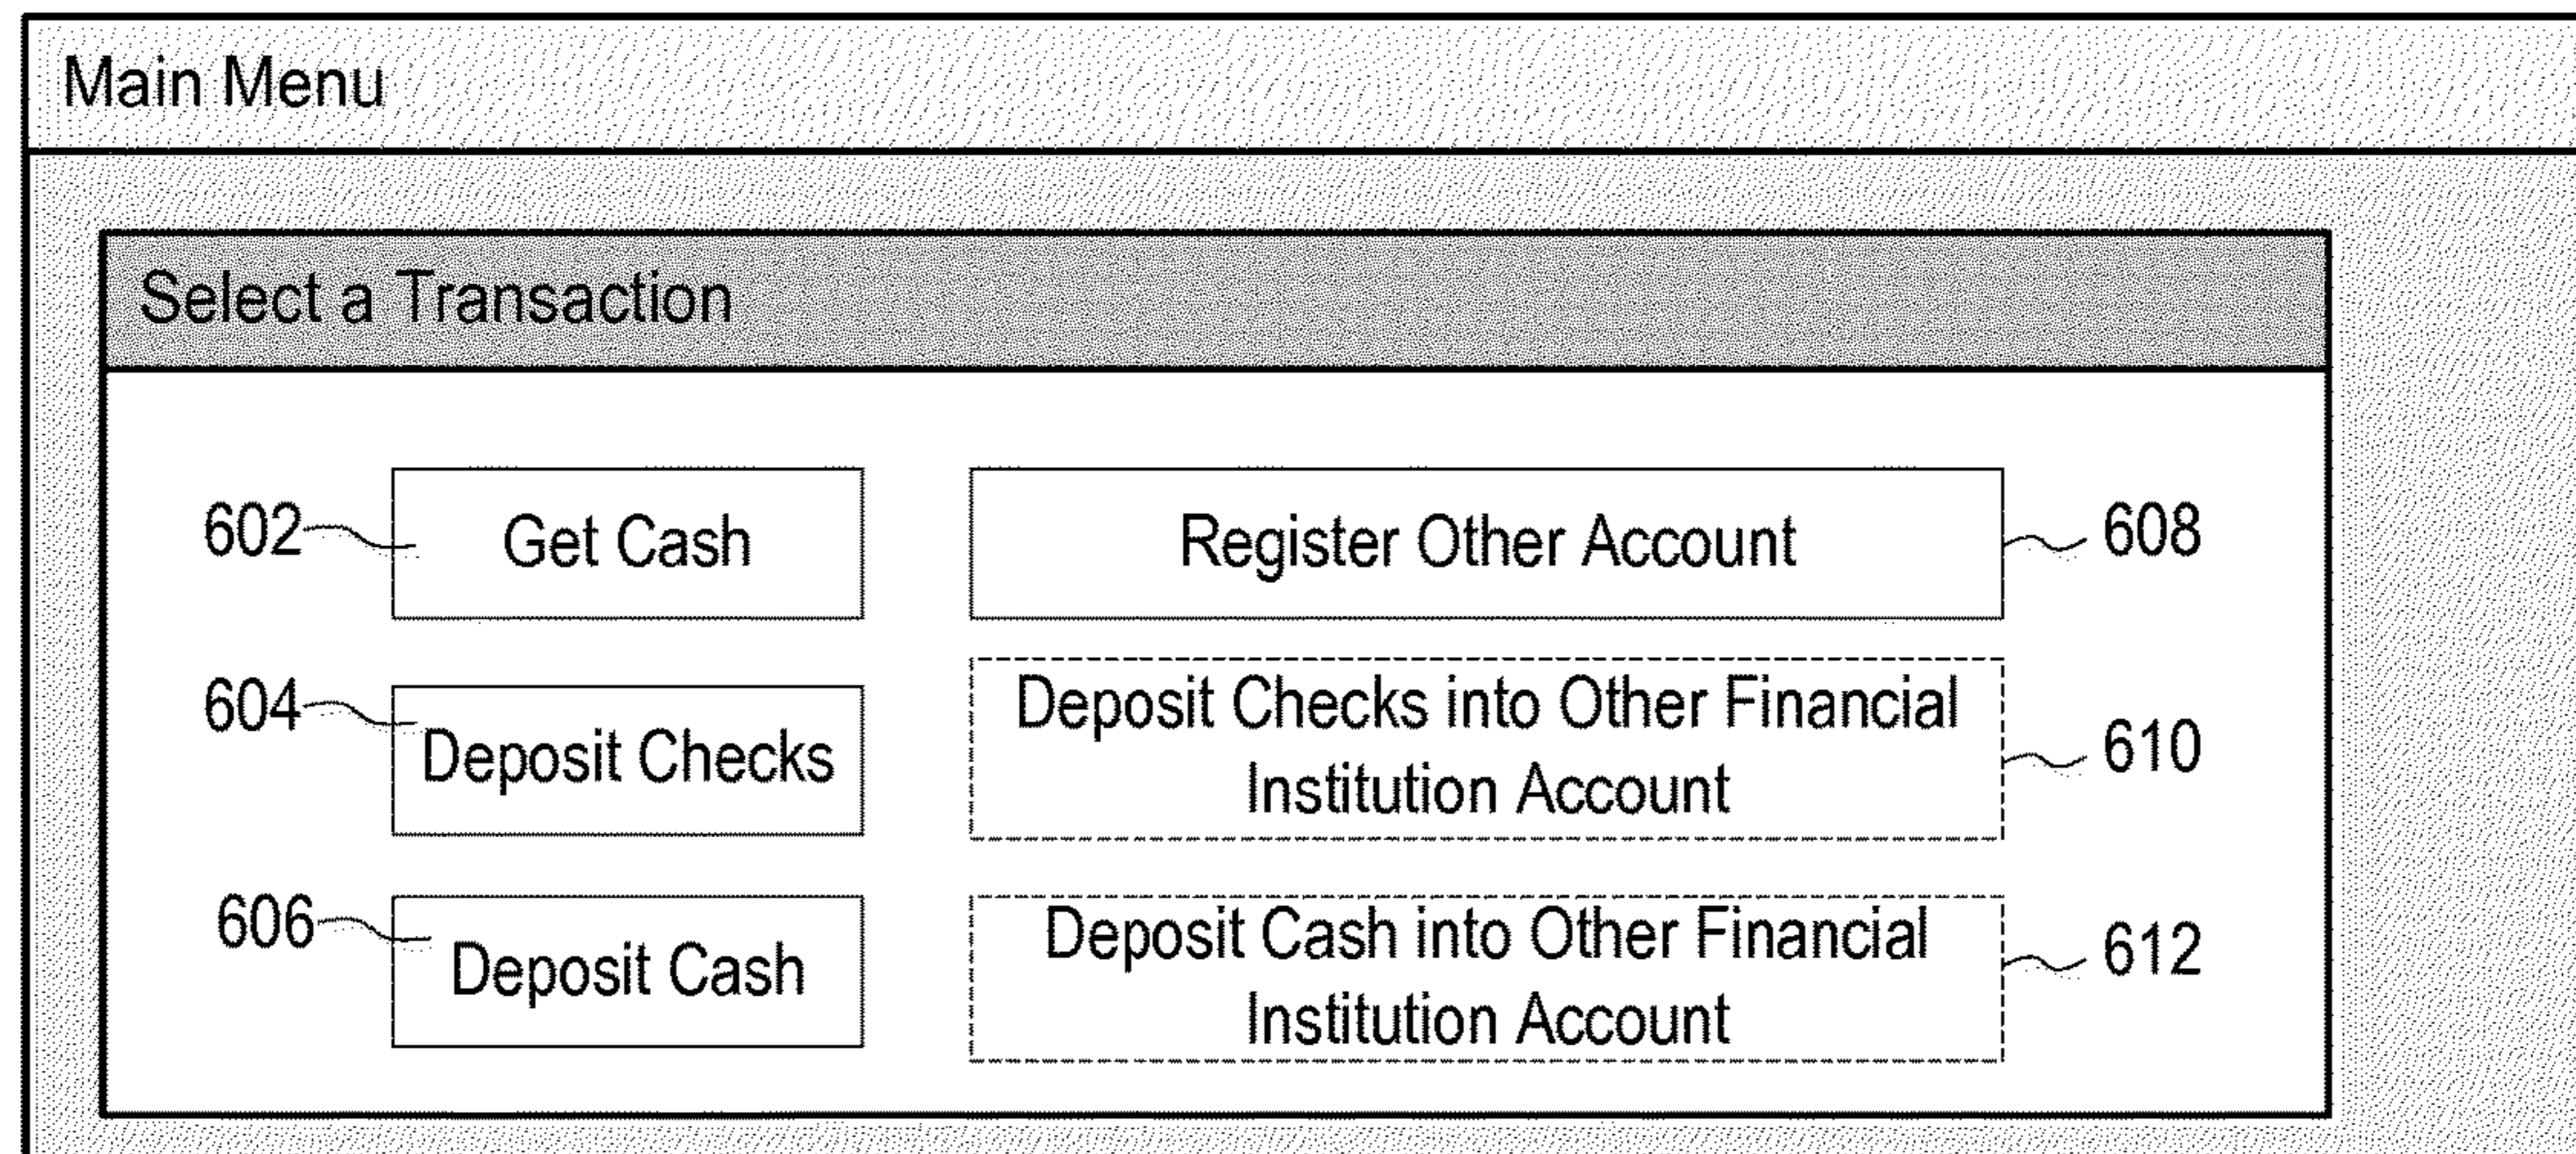 Main Menu
Select a Transaction
602
Get Cash
Register Other Account
608
604
Deposit Checks
Deposit Checks into Other Financial
Institution Account
610
606
Deposit Cash
Deposit Cash into Other Financial
Institution Account
612